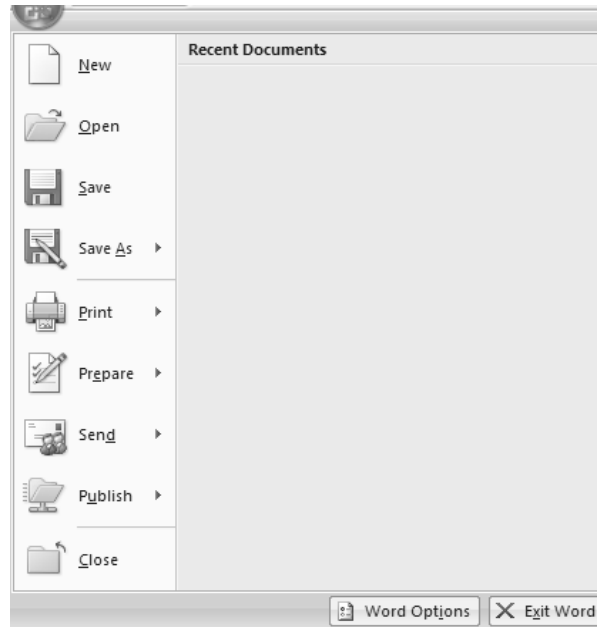 Recent Documents
New
Open
Save
Save As
Print
Prepare
Send
Publish
Close
Word Options
Exit Word